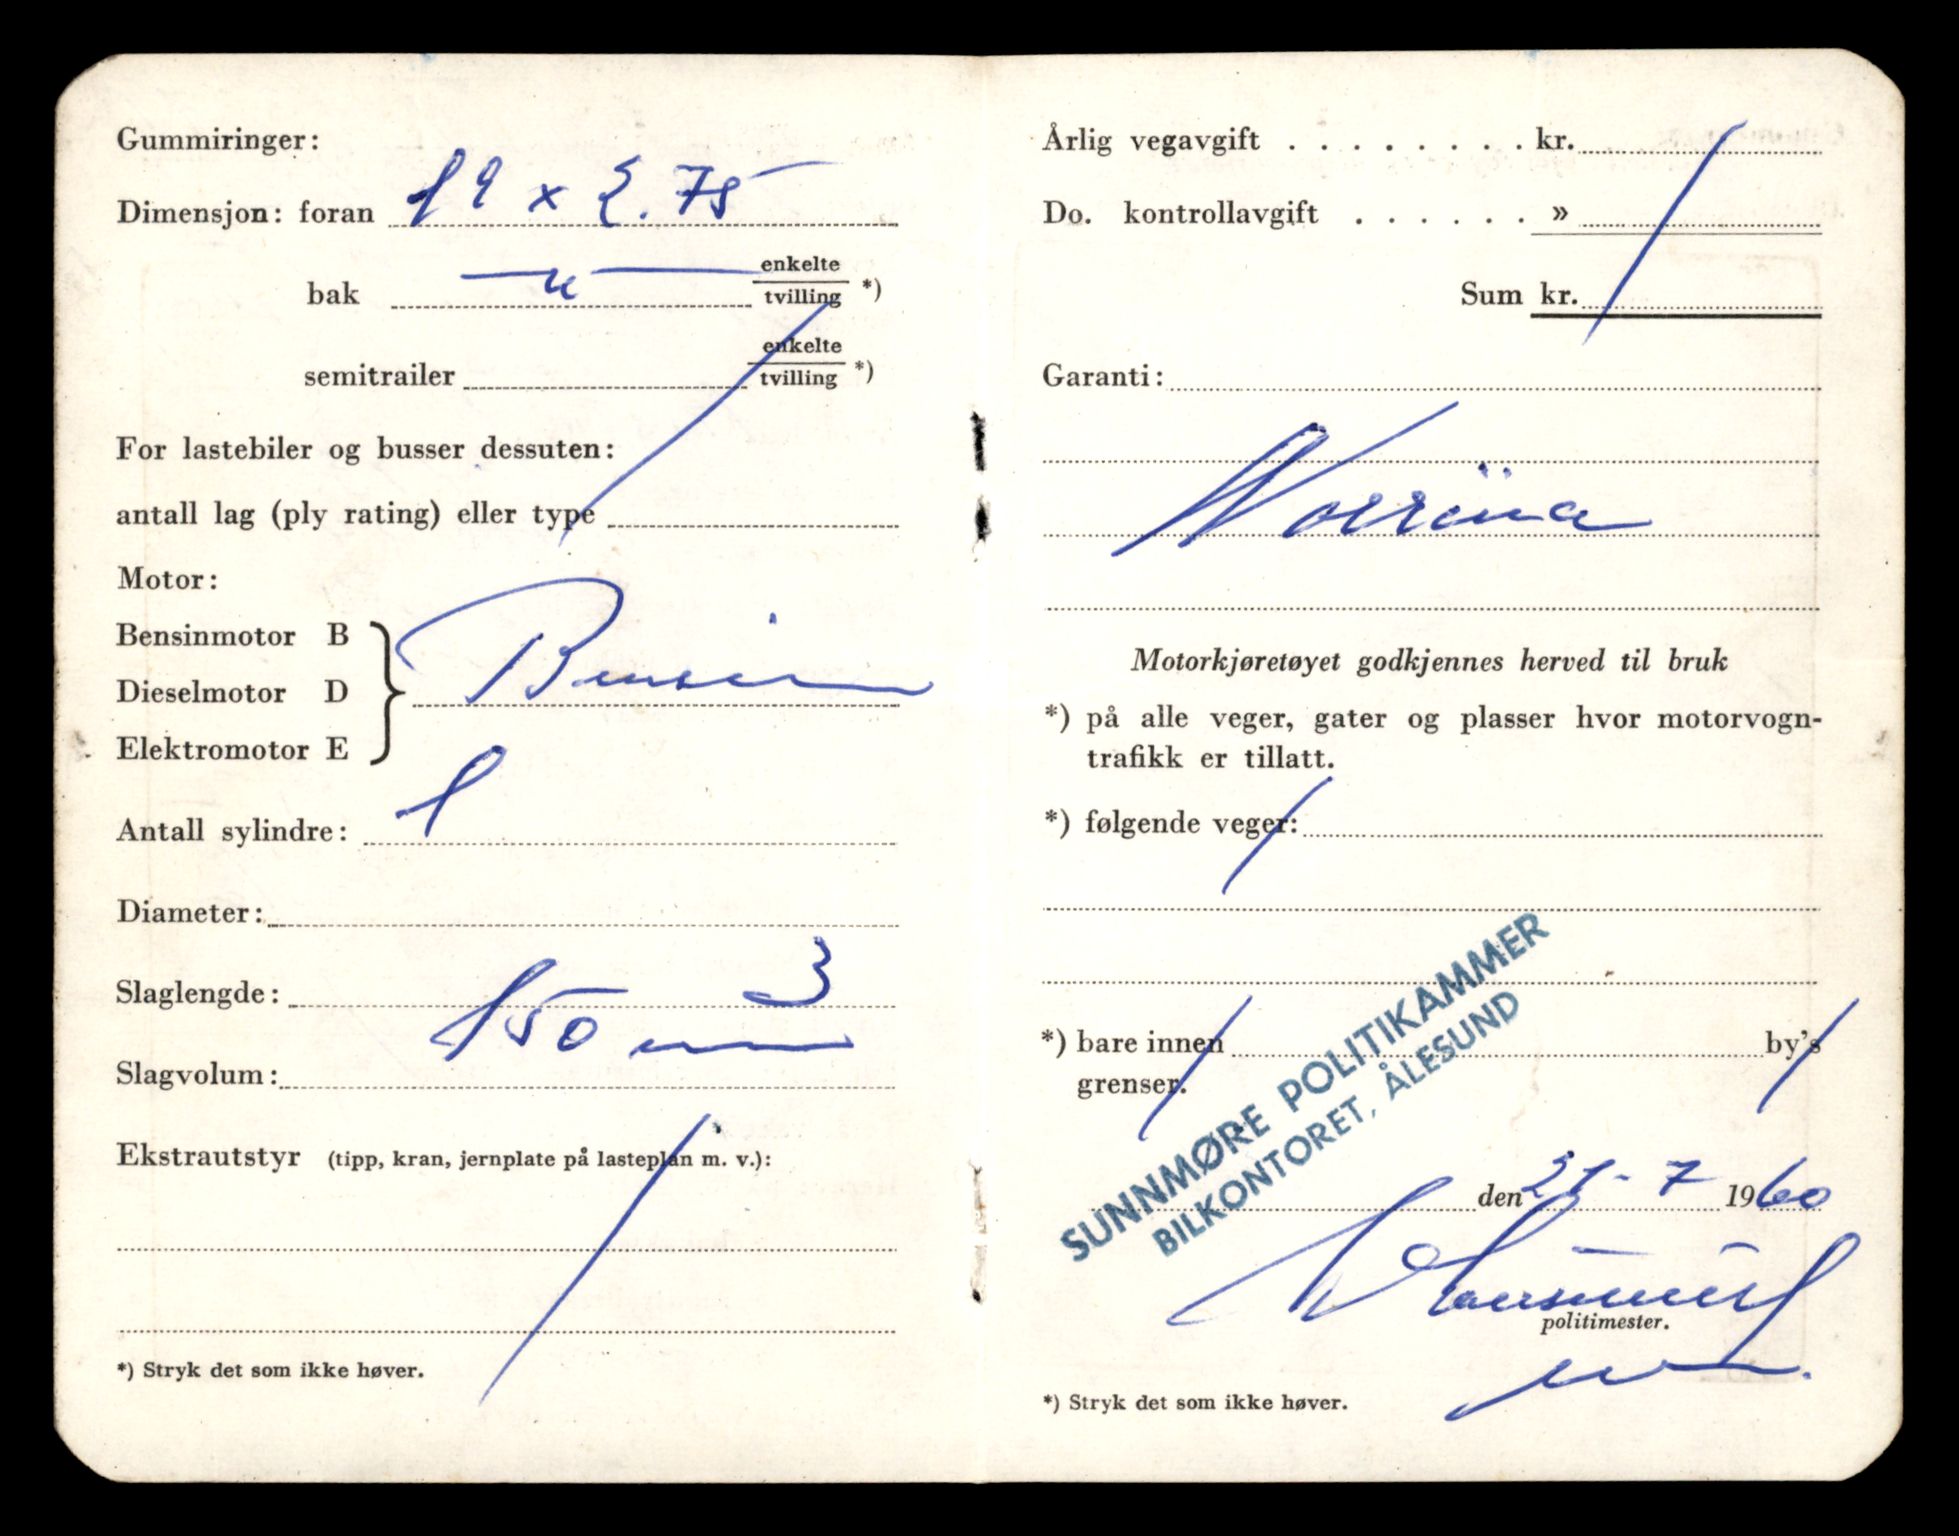 Gummiringer:
Dimensjon: foran 19 x 2.75
bak — " — enkelte
tvilling *)
semitrailer enkelte
tvilling *)
For lastebiler og busser dessuten:
antall lag (ply rating) eller type
Motor:
Bensinmotor B
Dieselmotor D
Elektromotor E
Bensin
Antall sylindre: 1
Diameter:
Slaglengde:
150 mm3
Slagvolum:
Ekstrautstyr (tipp, kran, jernplate på lasteplan m. v.):
*) Stryk det som ikke høver.
Årlig vegavgift . . . . . . . . kr.
Do. kontrollavgift . . . . . . »
Sum kr.
Garanti:
Norrøna
Motorkjøretøyet godkjennes herved til bruk
*) på alle veger, gater og plasser hvor motorvogn-
trafikk er tillatt.
*) følgende veger:
*) bare innen by's
grenser.
SUNNMØRE POLITIKAMMER
BILKONTORET, ÅLESUND
den 21-7 1960
politimester.
*) Stryk det som ikke høver.